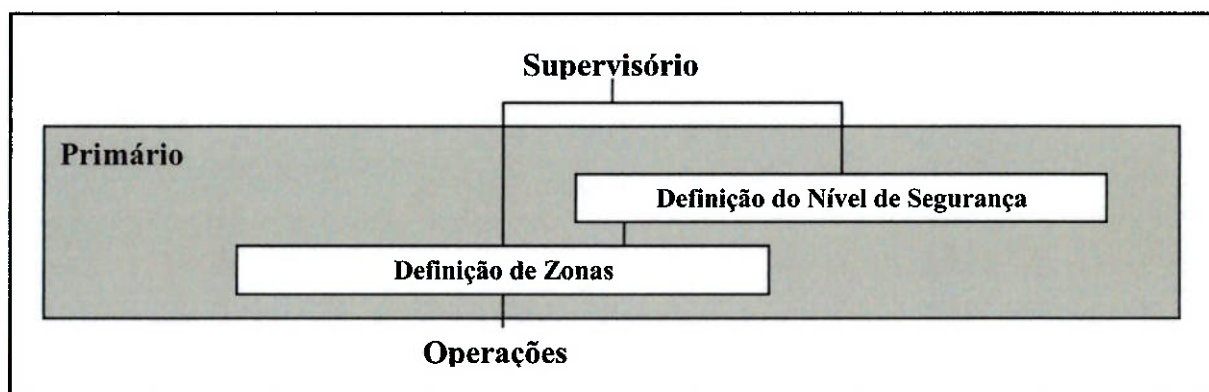 Supervisório
Primário
Definição do Nível de Segurança
Definição de Zonas
Operações